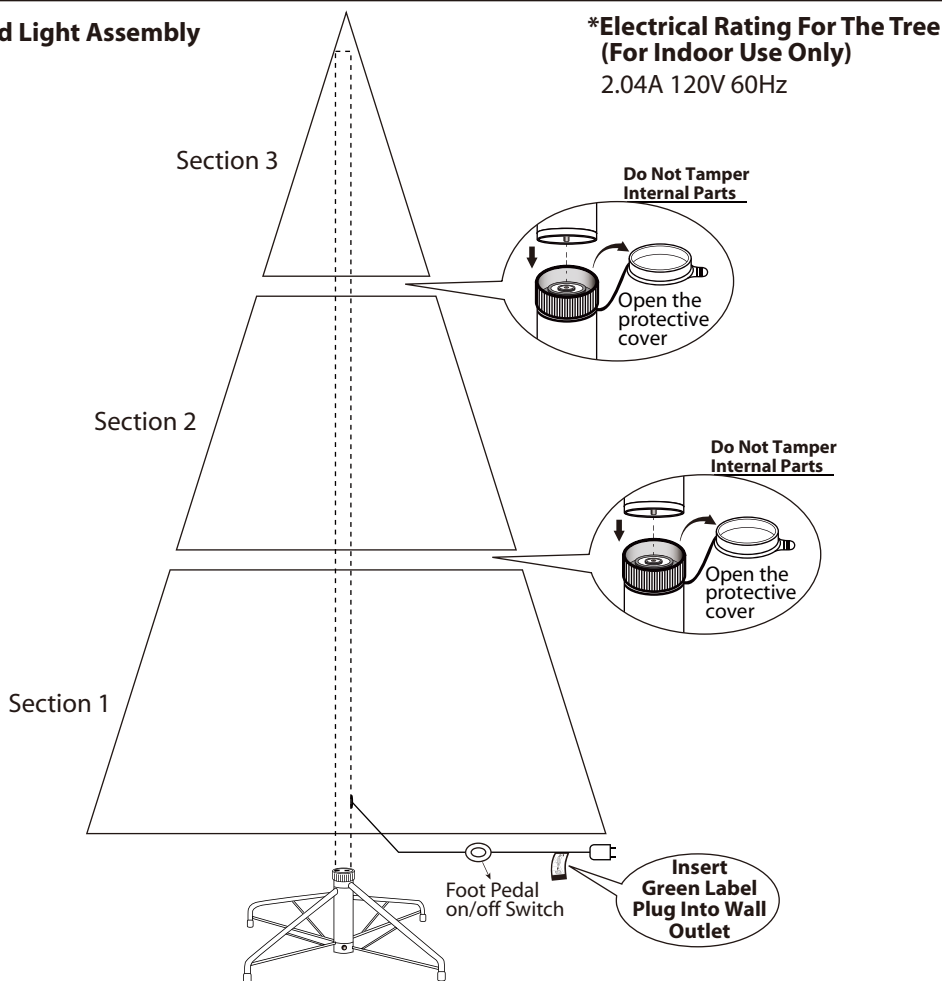 d Light Assembly
*Electrical Rating For The Tree
(For Indoor Use Only)
2.04A 120V 60Hz
Section 3
Do Not Tamper
Internal Parts
Open the
protective
cover
Section 2
Do Not Tamper
Internal Parts
Open the
protective
cover
Section 1
Foot Pedal
on/off Switch
Insert
Green Label
Plug Into Wall
Outlet